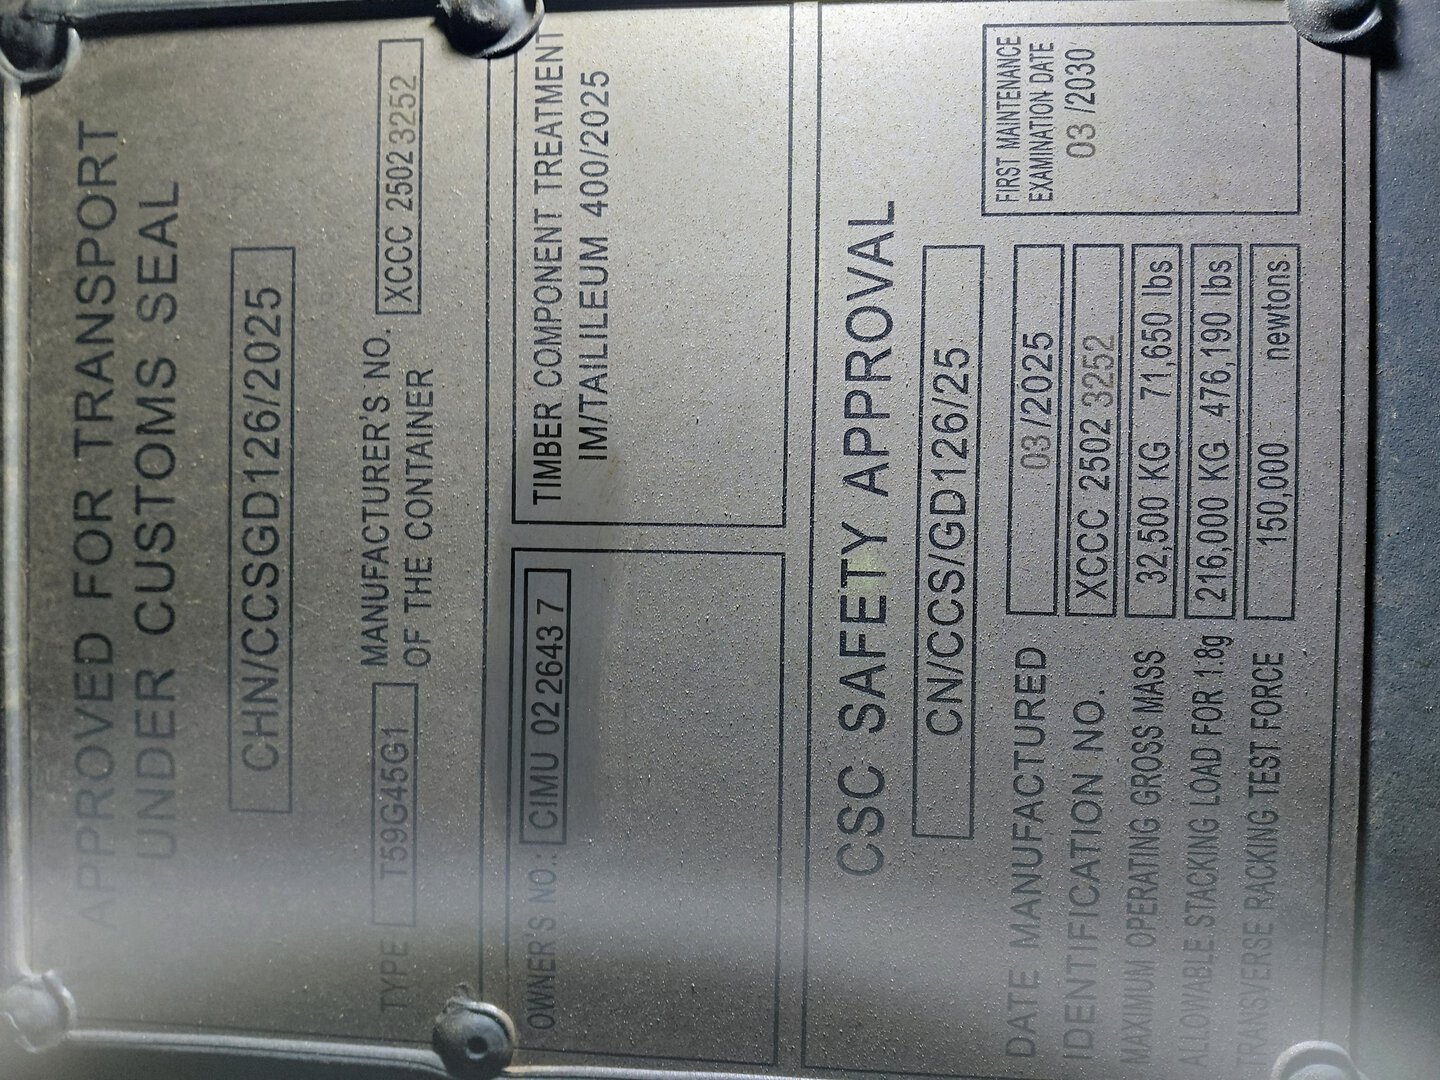 APPROVED FOR TRANSPORT
UNDER CUSTOMS SEAL
CHN/CCSGD126/2025
TYPE T59G45G1 MANUFACTURER'S NO. XCCC 2502 3252
OF THE CONTAINER
OWNER'S NO.: CIMU 022643 7
TIMBER COMPONENT TREATMENT
IM/TAILILEUM 400/2025
CSC SAFETY APPROVAL
CN/CCS/GD126/25
FIRST MAINTENANCE
EXAMINATION DATE
03 /2030
DATE MANUFACTURED 03/2025
IDENTIFICATION NO. XCCC 2502 3252
MAXIMUM OPERATING GROSS MASS 32,500 KG 71,650 lbs
ALLOVIABLE.STACKING LOAD FOR 1.8g 216,000 KG 476,190 lbs
TRANSVERSE RACKING TEST FORCE 150,000 newtons